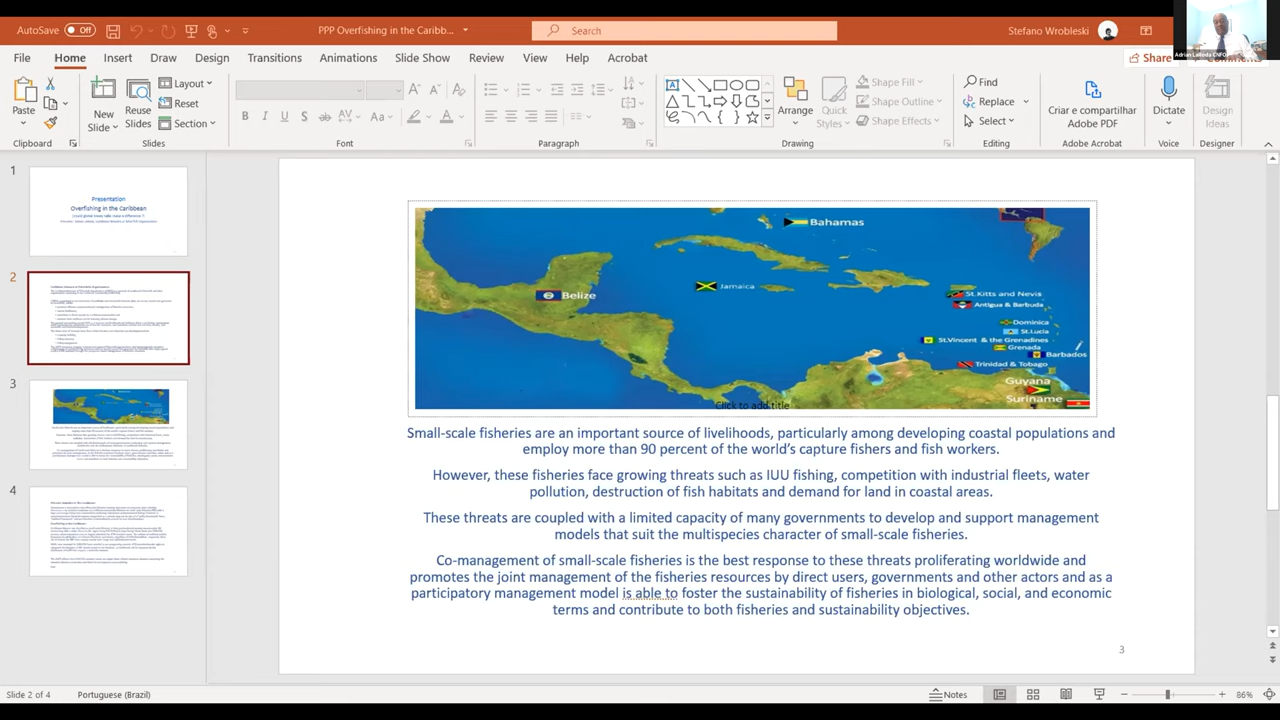 AutoSave Off
PPP Overfishing in the Caribb...
Search
Stefano Wrobleski
File Home Insert Draw Design Transitions Animations Slide Show Review View Help Acrobat Share
Paste
Clipboard
New Slide
Reuse Slides
Layout
Reset
Section
Slides
Font
Paragraph
Arrange
Quick Styles
Shape Fill
Shape Outline
Shape Effects
Drawing
Find
Replace
Select
Editing
Criar e compartilhar Adobe PDF
Adobe Acrobat
Dictate
Voice
Design Ideas
Designer
1
Presentation
Overfishing in the Caribbean
2
3
4
Bahamas
Jamaica
Belize
St.Kitts and Nevis
Antigua & Barbuda
Dominica
St.Lucia
St.Vincent & the Grenadines
Grenada
Barbados
Trinidad & Tobago
Guyana
Suriname
Click to add title
Small-scale fisheries are an important source of livelihoods, particularly among developing coastal populations and
employ more than 90 percent of the world's capture fishers and fish workers.
However, these fisheries face growing threats such as IUU fishing, competition with industrial fleets, water
pollution, destruction of fish habitats and demand for land in coastal areas.
These threats are coupled with a limited capacity of many governments to develop and support management
models that suit the multispecies character of small-scale fisheries.
Co-management of small-scale fisheries is the best response to these threats proliferating worldwide and
promotes the joint management of the fisheries resources by direct users, governments and other actors and as a
participatory management model is able to foster the sustainability of fisheries in biological, social, and economic
terms and contribute to both fisheries and sustainability objectives.
3
Slide 2 of 4
Portuguese (Brazil)
Notes
86%